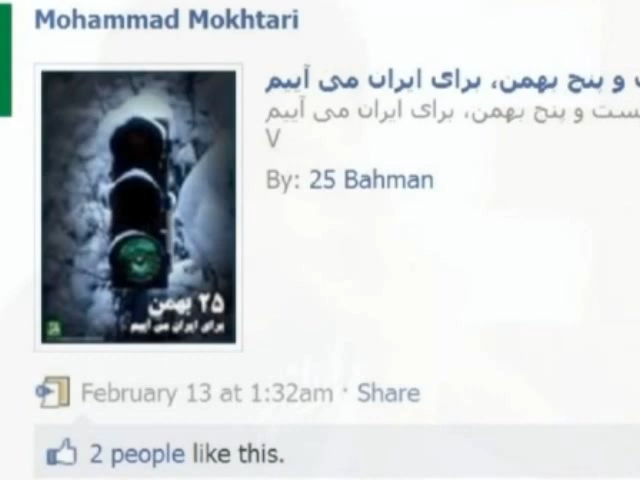 Mohammad Mokhtari
و پنج بهمن، برای ایران می آییم
یست و پنج بهمن، برای ایران می آییم
V
By: 25 Bahman
۲۵ بهمن
برای ایران می آییم
February 13 at 1:32am · Share
2 people like this.